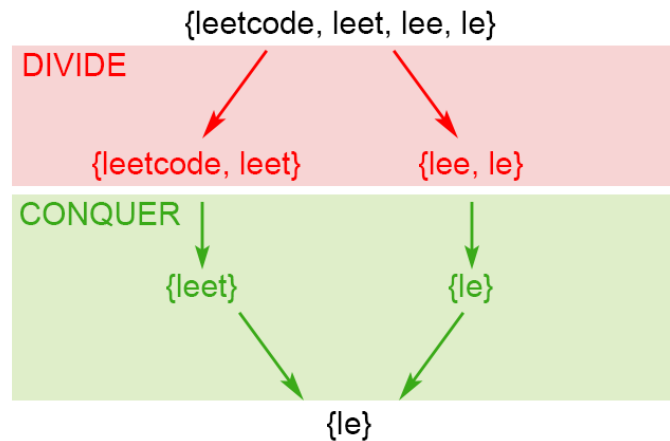 {leetcode, leet, lee, le}
DIVIDE
{leetcode, leet} {lee, le}
CONQUER
{leet} {le}
{le}